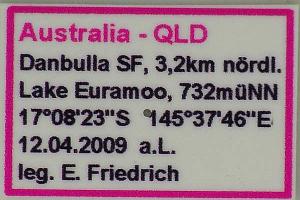 Australia - QLD
Danbulla SF, 3,2km nördl.
Lake Euramoo, 732müNN
17°08'23"S 145°37'46"E
12.04.2009 a.L.
leg. E. Friedrich